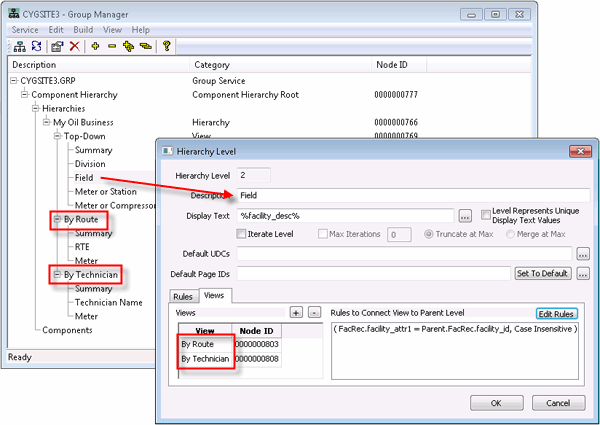 CYGSITE3 - Group Manager
Service Edit Build View Help
Description Category Node ID
CYGSITE3.GRP Group Service
Component Hierarchy Component Hierarchy Root 0000000777
Hierarchies
My Oil Business Hierarchy 0000000766
Top-Down View 0000000769
Summary
Division
Field
Meter or Station
Meter or Compressor
By Route
Summary
RTE
Meter
By Technician
Summary
Technician Name
Meter
Components
Ready
Hierarchy Level
Hierarchy Level 2
Description Field
Display Text %facility_desc% ... Level Represents Unique
Display Text Values
Iterate Level Max Iterations 0 Truncate at Max Merge at Max
Default UDCs ...
Default Page IDs Set To Default ...
Rules Views
Views + - Rules to Connect View to Parent Level Edit Rules
View Node ID
( FacRec.facility_attr1 = Parent.FacRec.facility_id, Case Insensitive )
By Route 0000000803
By Technician 0000000808
OK Cancel